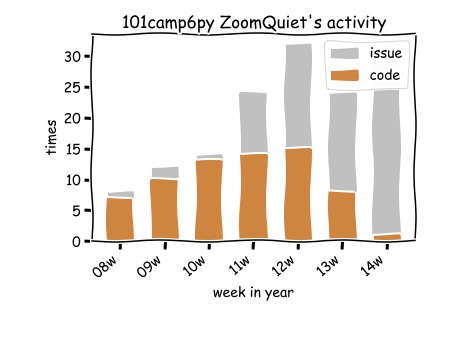 101camp6py ZoomQuiet's activity
issue
code
30
25
20
15
10
5
0
times
08w
09w
10w
11w
12w
13w
14w
week in year